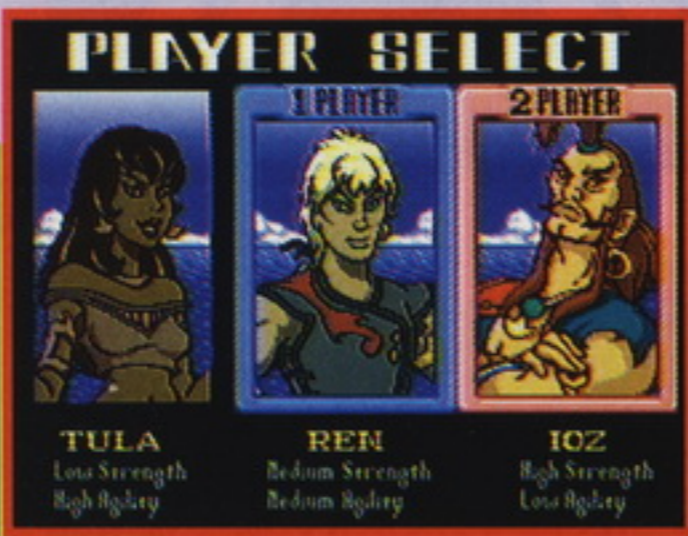 PLAYER SELECT
1 PLAYER
2 PLAYER
TULA
Low Strength
High Agility
REN
Medium Strength
Medium Agility
IOZ
High Strength
Low Agility